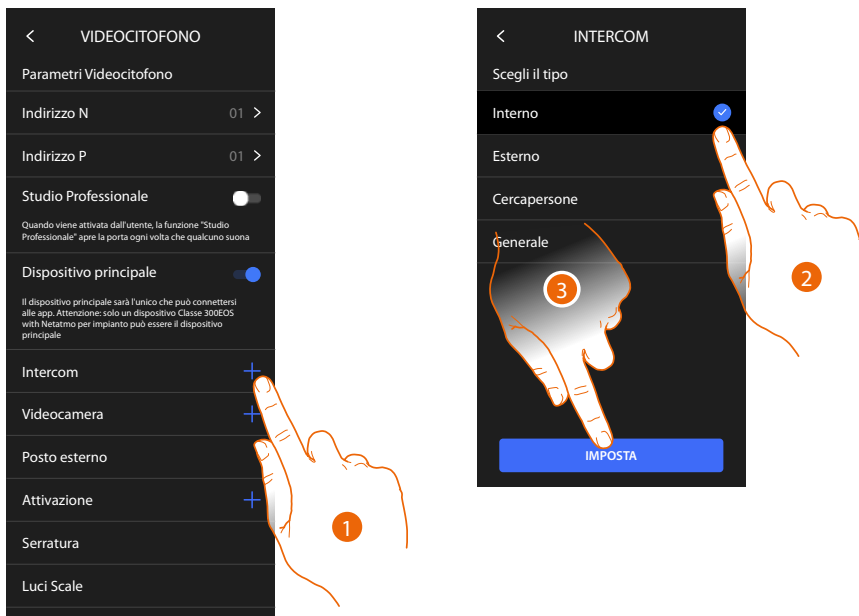 VIDEOCITOFONO
Parametri Videocitofono
Indirizzo N 01
Indirizzo P 01
Studio Professionale
Quando viene attivata dall'utente, la funzione "Studio
Professionale" apre la porta ogni volta che qualcuno suona
Dispositivo principale
Il dispositivo principale sarà l'unico che può connettersi
alle app. Attenzione: solo un dispositivo Classe 300EOS
with Netatmo per impianto può essere il dispositivo
principale
Intercom
Videocamera
Posto esterno
Attivazione
Serratura
Luci Scale
1
INTERCOM
Scegli il tipo
Interno
Esterno
Cercapersone
Generale
IMPOSTA
2
3